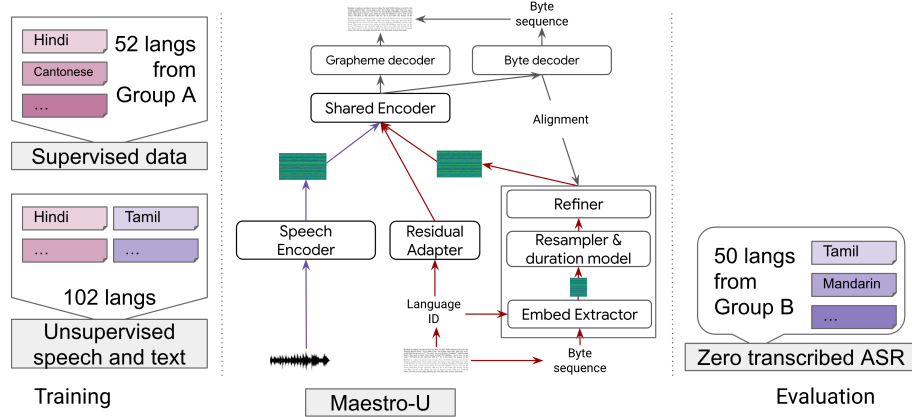 Hindi
Cantonese
...
52 langs
from
Group A
Supervised data
Hindi
Tamil
...
...
102 langs
Unsupervised
speech and text
Training
Byte
sequence
Grapheme decoder
Byte decoder
Shared Encoder
Alignment
Speech
Encoder
Residual
Adapter
Refiner
Resampler &
duration model
Embed Extractor
Language
ID
Byte
sequence
Maestro-U
50 langs
from
Group B
Tamil
Mandarin
...
Zero transcribed ASR
Evaluation